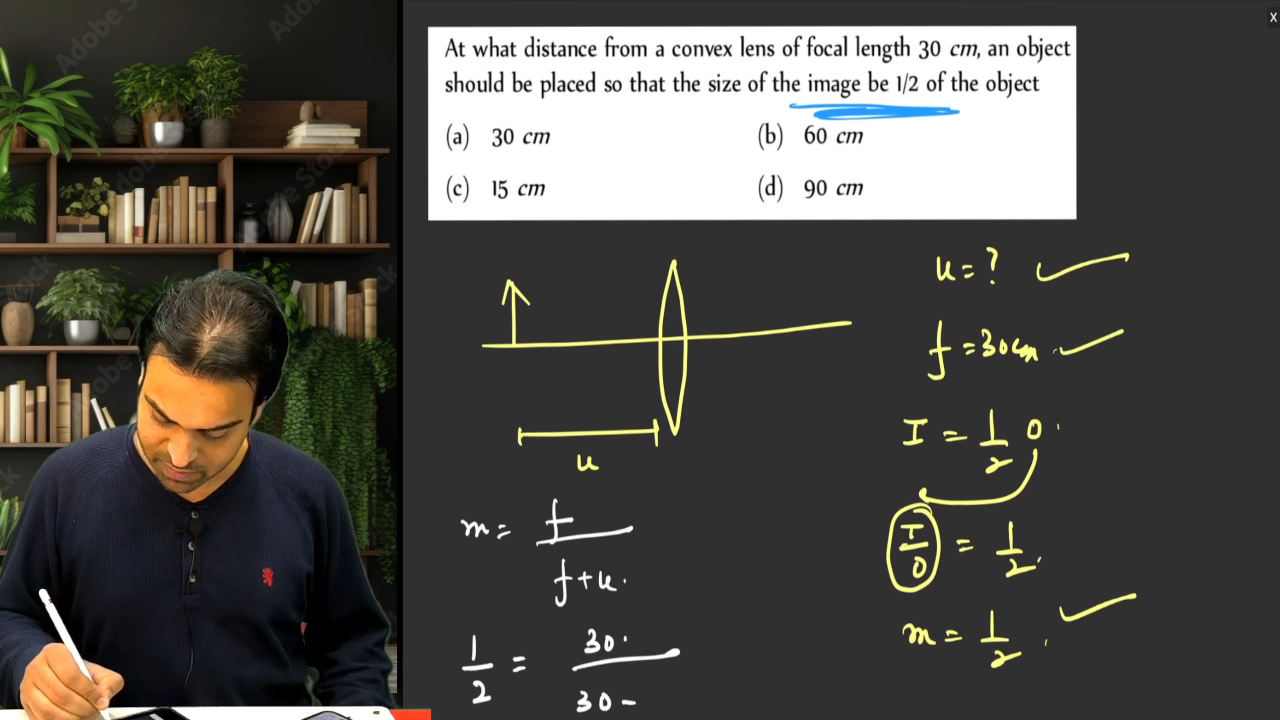 At what distance from a convex lens of focal length 30 cm, an object
should be placed so that the size of the image be 1/2 of the object
(a) 30 cm (b) 60 cm
(c) 15 cm (d) 90 cm
u = ?
f = 30cm
I = 1/2 O
u
I/O = 1/2
m = f/f+u
m = 1/2
1/2 = 30/30-
Adobe Stock
x